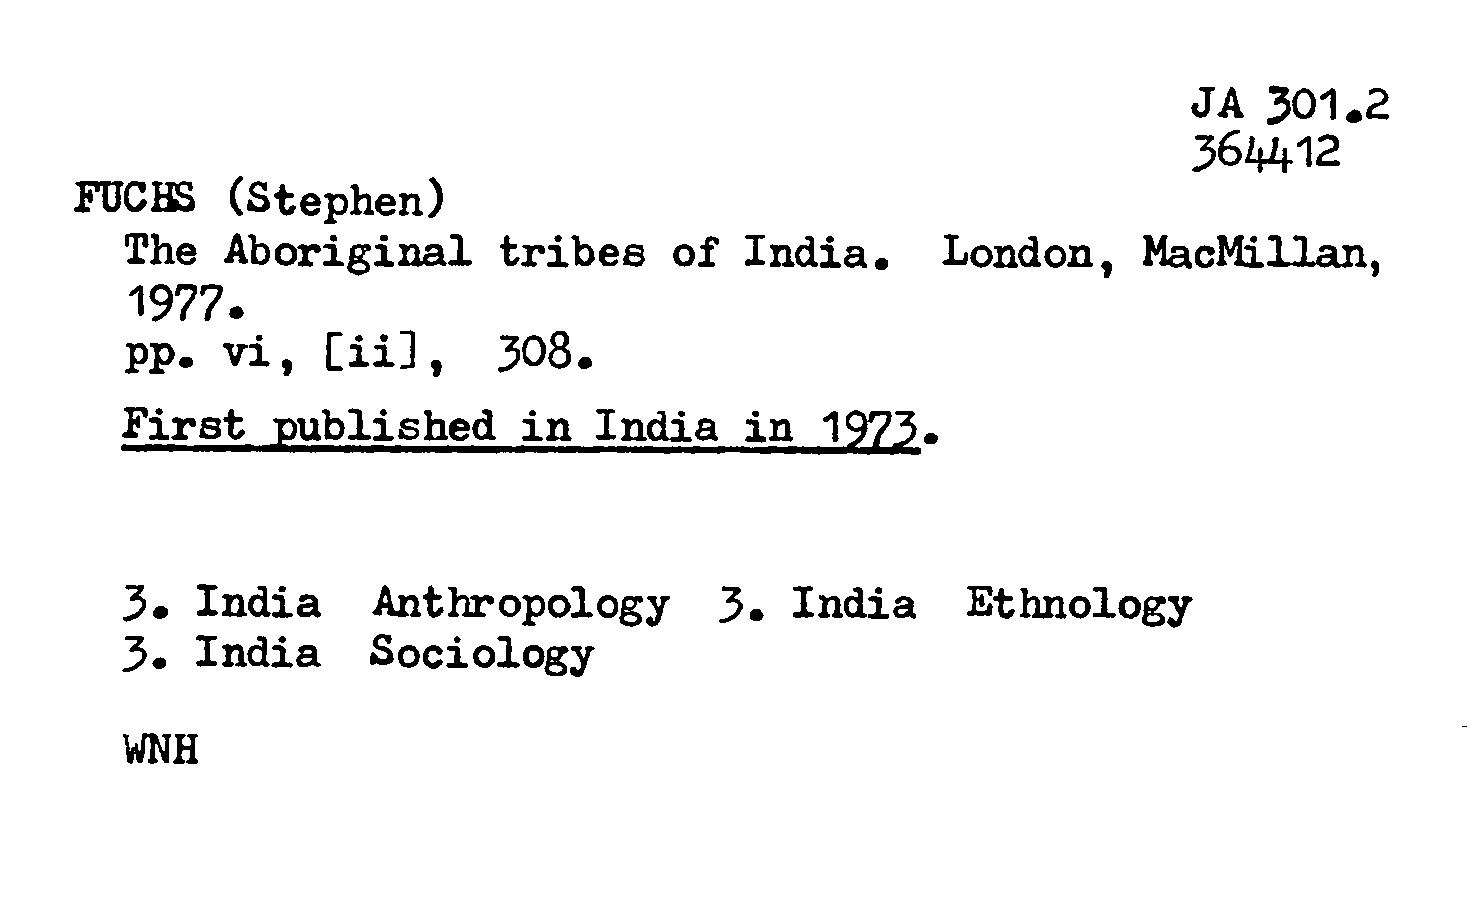 JA 301.2
364412
FUCHS (Stephen)
The Aboriginal tribes of India. London, MacMillan,
1977.
pp. vi, [ii], 308.
First published in India in 1973.
3. India Anthropology 3. India Ethnology
3. India Sociology
WNH